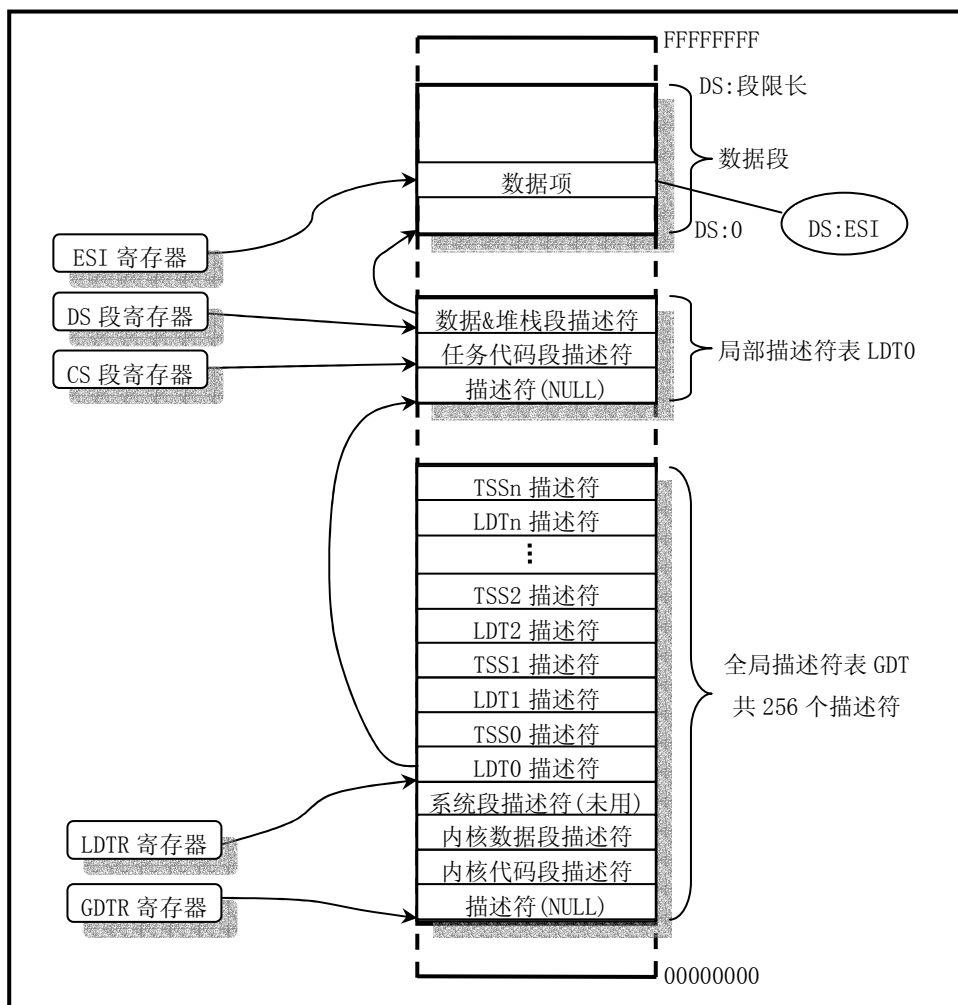 FFFFFFFF
DS:段限长
数据段
数据项
DS:0
DS:ESI
ESI 寄存器
DS 段寄存器
CS 段寄存器
数据&堆栈段描述符
任务代码段描述符
描述符(NULL)
局部描述符表 LDT0
TSSn 描述符
LDTn 描述符
⋮
TSS2 描述符
LDT2 描述符
TSS1 描述符
LDT1 描述符
TSS0 描述符
LDT0 描述符
系统段描述符(未用)
内核数据段描述符
内核代码段描述符
描述符(NULL)
全局描述符表 GDT
共 256 个描述符
LDTR 寄存器
GDTR 寄存器
00000000